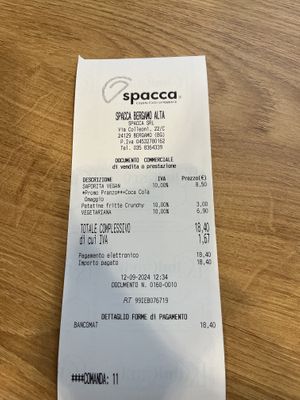 spacca
SPACCA BERGAMO ALTA
SPACCA SRL
Via Colleoni, 22/C
24129 BERGAMO (BG)
P.Iva 04532780162
Tel. 035 8364339
DOCUMENTO COMMERCIALE
di vendita o prestazione
DESCRIZIONE IVA Prezzo(€)
SAPORITA VEGAN 10,00% 8,50
*Promo Pranzo***Coca Cola
Omaggio
Patatine fritte Crunchy 10,00% 3,00
VEGETARIANA 10,00% 6,90
TOTALE COMPLESSIVO 18,40
di cui IVA 1,67
Pagamento elettronico 18,40
Importo pagato 18,40
12-09-2024 12:34
DOCUMENTO N. 0160-0010
RT 99IEB076719
DETTAGLIO FORME di PAGAMENTO
BANCOMAT 18,40
###COMANDA: 11